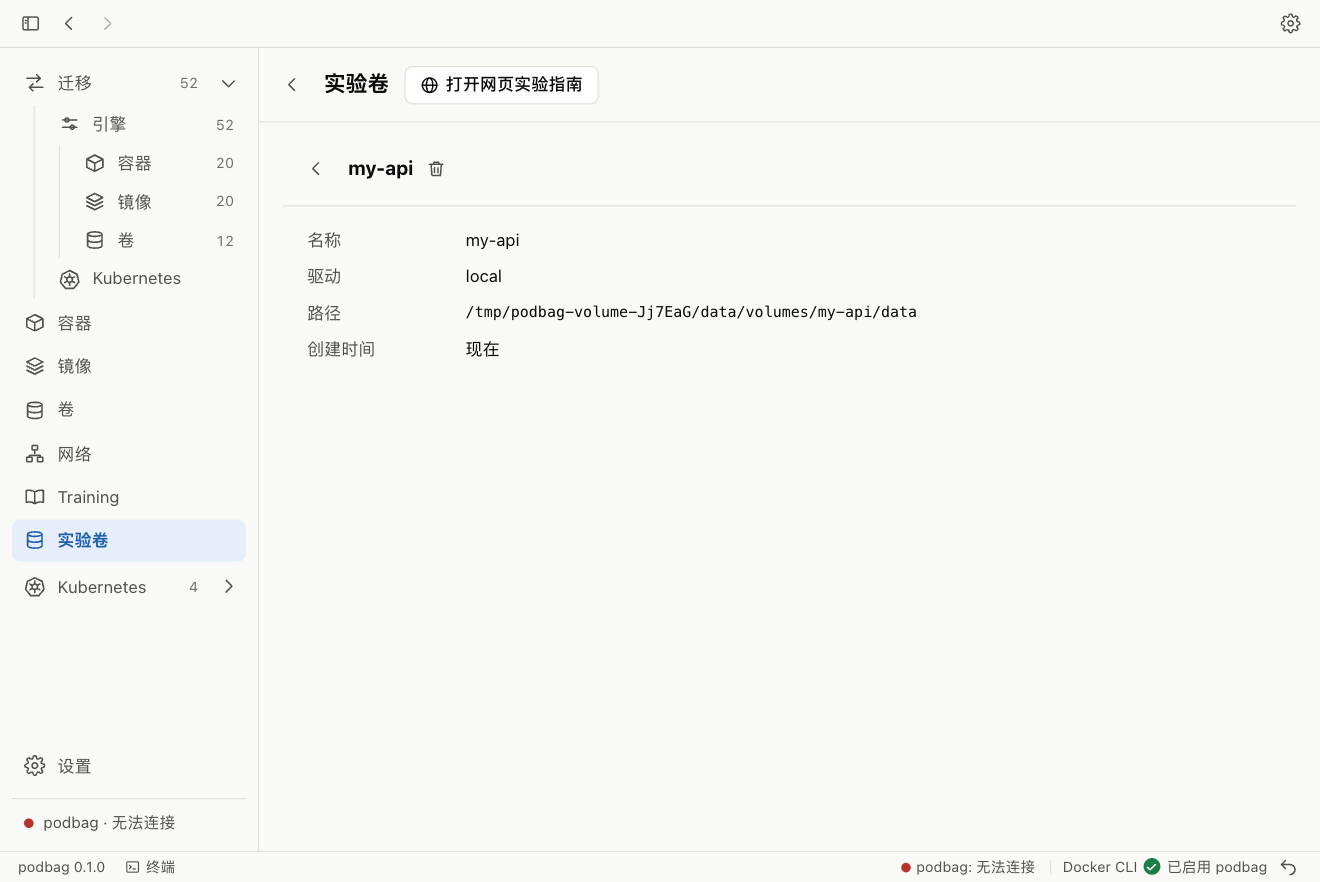 迁移 52
引擎 52
容器 20
镜像 20
卷 12
Kubernetes
容器
镜像
卷
网络
Training
实验卷
Kubernetes 4
设置
podbag · 无法连接
实验卷 打开网页实验指南
my-api
名称 my-api
驱动 local
路径 /tmp/podbag-volume-Jj7EaG/data/volumes/my-api/data
创建时间 现在
podbag 0.1.0 终端 podbag: 无法连接 Docker CLI 已启用 podbag